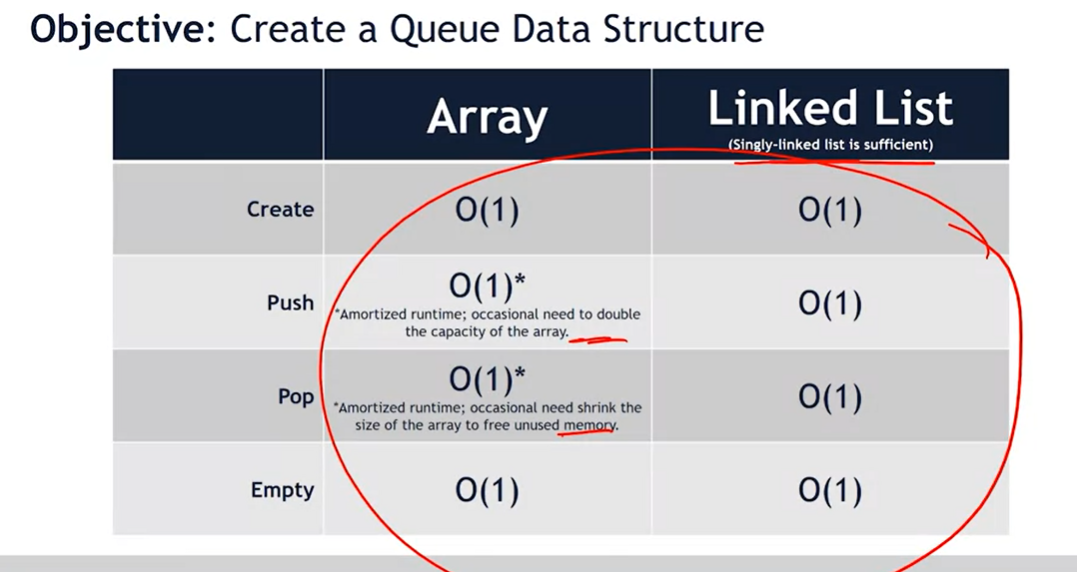 Objective: Create a Queue Data Structure
Array
Linked List
(Singly-linked list is sufficient)
Create
O(1)
O(1)
Push
O(1)*
*Amortized runtime; occasional need to double
the capacity of the array.
O(1)
Pop
O(1)*
*Amortized runtime; occasional need shrink the
size of the array to free unused memory.
O(1)
Empty
O(1)
O(1)